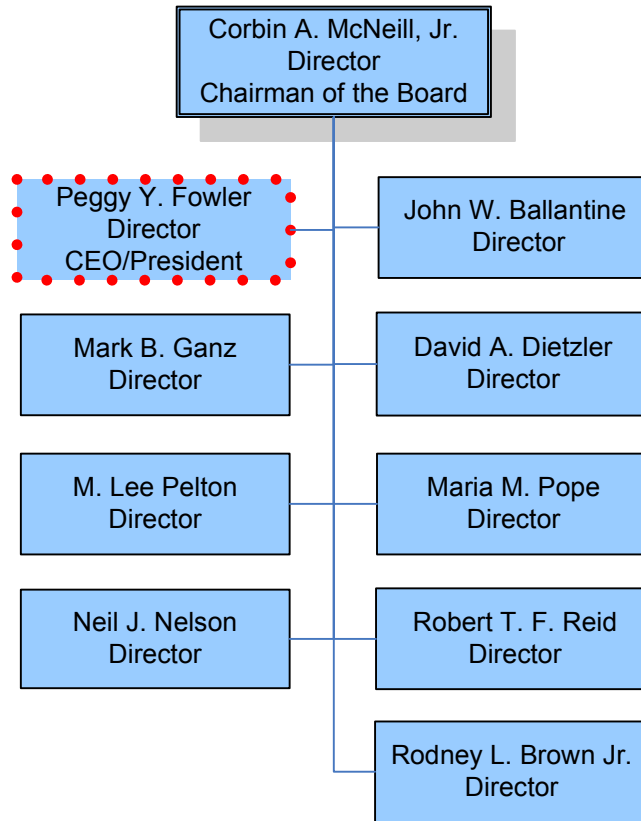 Corbin A. McNeill, Jr.
Director
Chairman of the Board
Peggy Y. Fowler
Director
CEO/President
John W. Ballantine
Director
Mark B. Ganz
Director
David A. Dietzler
Director
M. Lee Pelton
Director
Maria M. Pope
Director
Neil J. Nelson
Director
Robert T. F. Reid
Director
Rodney L. Brown Jr.
Director